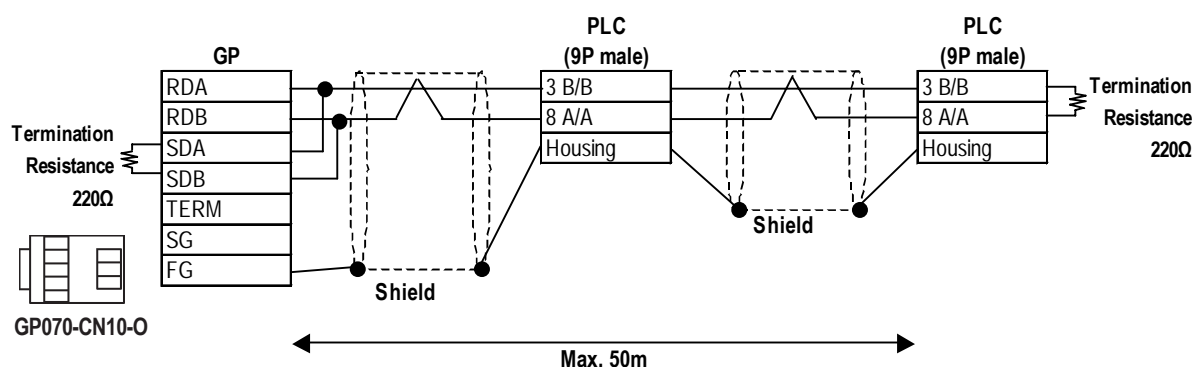 GP
RDA
RDB
SDA
SDB
TERM
SG
FG
Termination
Resistance
220Ω
GP070-CN10-O
Shield
PLC
(9P male)
3 B/B
8 A/A
Housing
Shield
PLC
(9P male)
3 B/B
8 A/A
Housing
Termination
Resistance
220Ω
Max. 50m